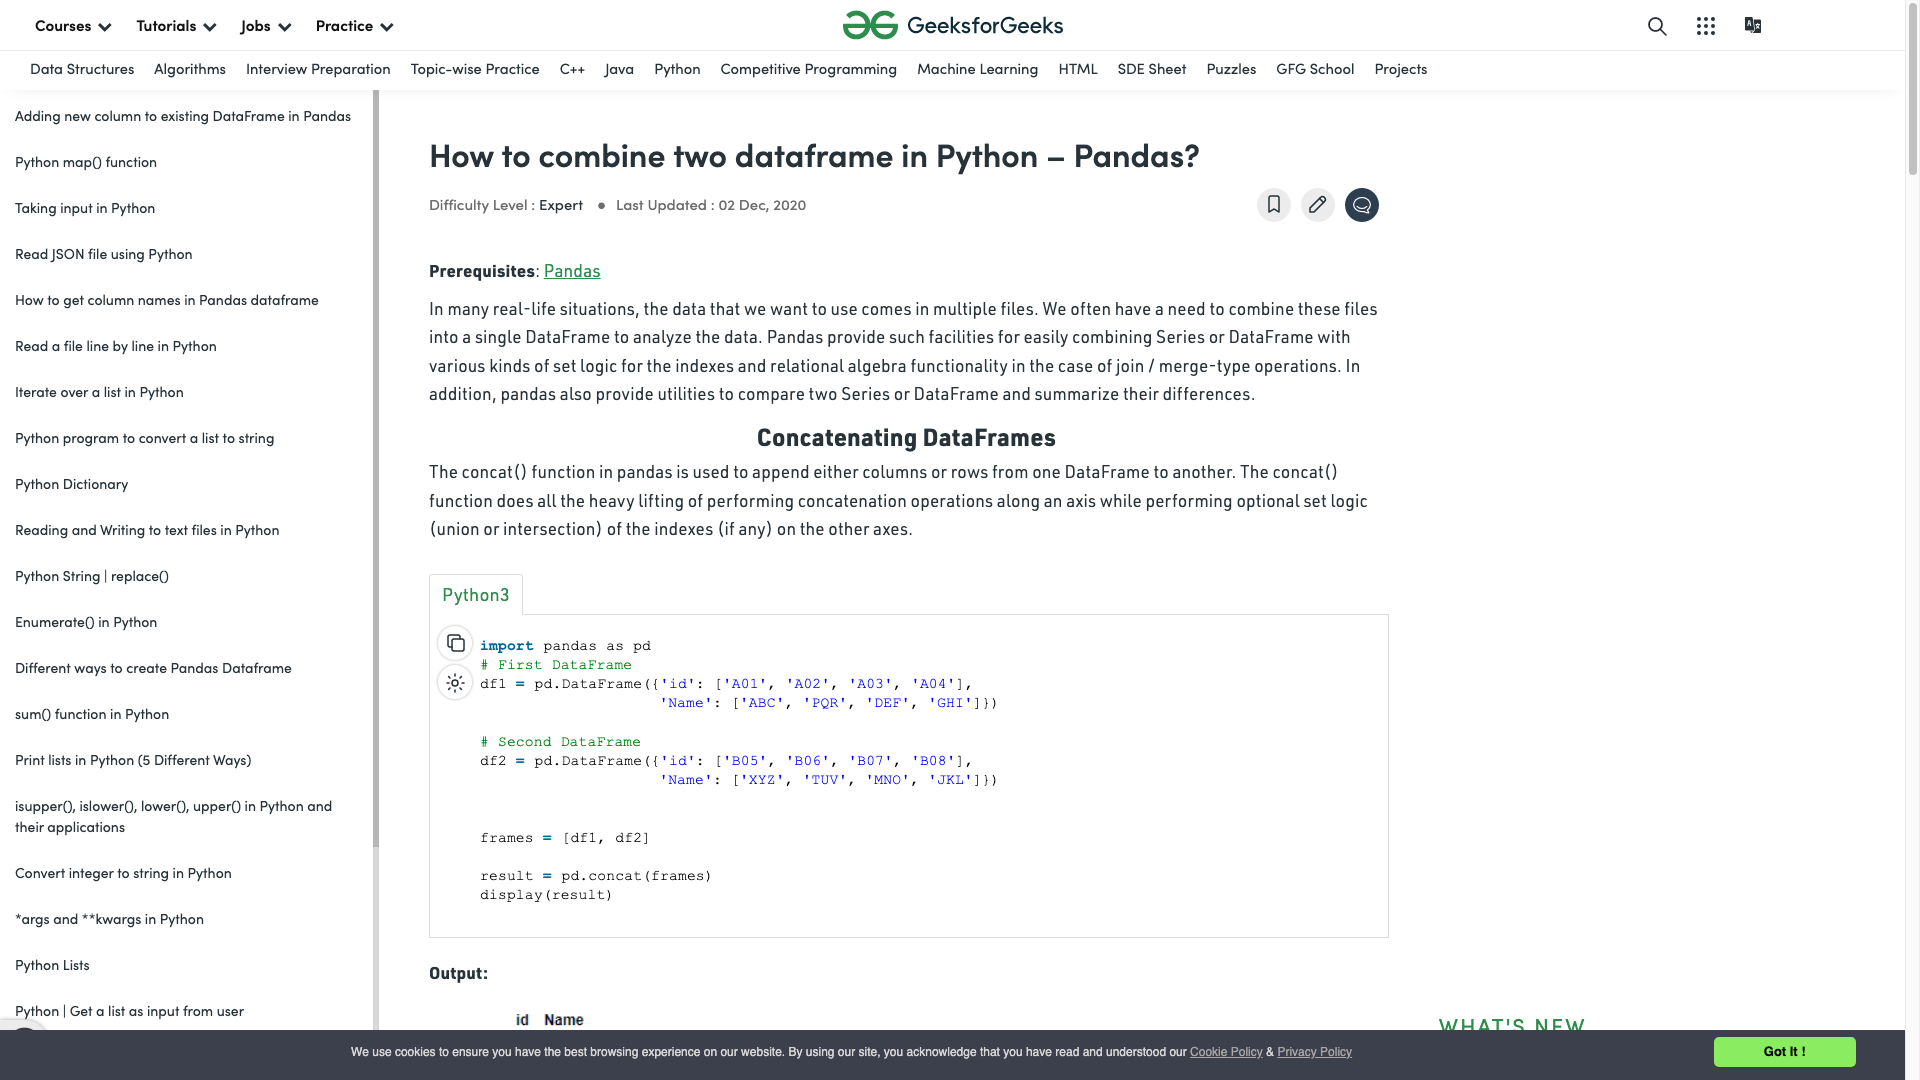 Courses Tutorials Jobs Practice GeeksforGeeks
Data Structures Algorithms Interview Preparation Topic-wise Practice C++ Java Python Competitive Programming Machine Learning HTML SDE Sheet Puzzles GFG School Projects
Adding new column to existing DataFrame in Pandas
Python map() function
Taking input in Python
Read JSON file using Python
How to get column names in Pandas dataframe
Read a file line by line in Python
Iterate over a list in Python
Python program to convert a list to string
Python Dictionary
Reading and Writing to text files in Python
Python String | replace()
Enumerate() in Python
Different ways to create Pandas Dataframe
sum() function in Python
Print lists in Python (5 Different Ways)
isupper(), islower(), lower(), upper() in Python and
their applications
Convert integer to string in Python
*args and **kwargs in Python
Python Lists
Python | Get a list as input from user
How to combine two dataframe in Python – Pandas?
Difficulty Level : Expert ● Last Updated : 02 Dec, 2020
Prerequisites: Pandas
In many real-life situations, the data that we want to use comes in multiple files. We often have a need to combine these files
into a single DataFrame to analyze the data. Pandas provide such facilities for easily combining Series or DataFrame with
various kinds of set logic for the indexes and relational algebra functionality in the case of join / merge-type operations. In
addition, pandas also provide utilities to compare two Series or DataFrame and summarize their differences.
Concatenating DataFrames
The concat() function in pandas is used to append either columns or rows from one DataFrame to another. The concat()
function does all the heavy lifting of performing concatenation operations along an axis while performing optional set logic
(union or intersection) of the indexes (if any) on the other axes.
Python3
import pandas as pd
# First DataFrame
df1 = pd.DataFrame({'id': ['A01', 'A02', 'A03', 'A04'],
'Name': ['ABC', 'PQR', 'DEF', 'GHI']})
# Second DataFrame
df2 = pd.DataFrame({'id': ['B05', 'B06', 'B07', 'B08'],
'Name': ['XYZ', 'TUV', 'MNO', 'JKL']})
frames = [df1, df2]
result = pd.concat(frames)
display(result)
Output:
id Name
WHAT'S NEW
We use cookies to ensure you have the best browsing experience on our website. By using our site, you acknowledge that you have read and understood our Cookie Policy & Privacy Policy
Got It !